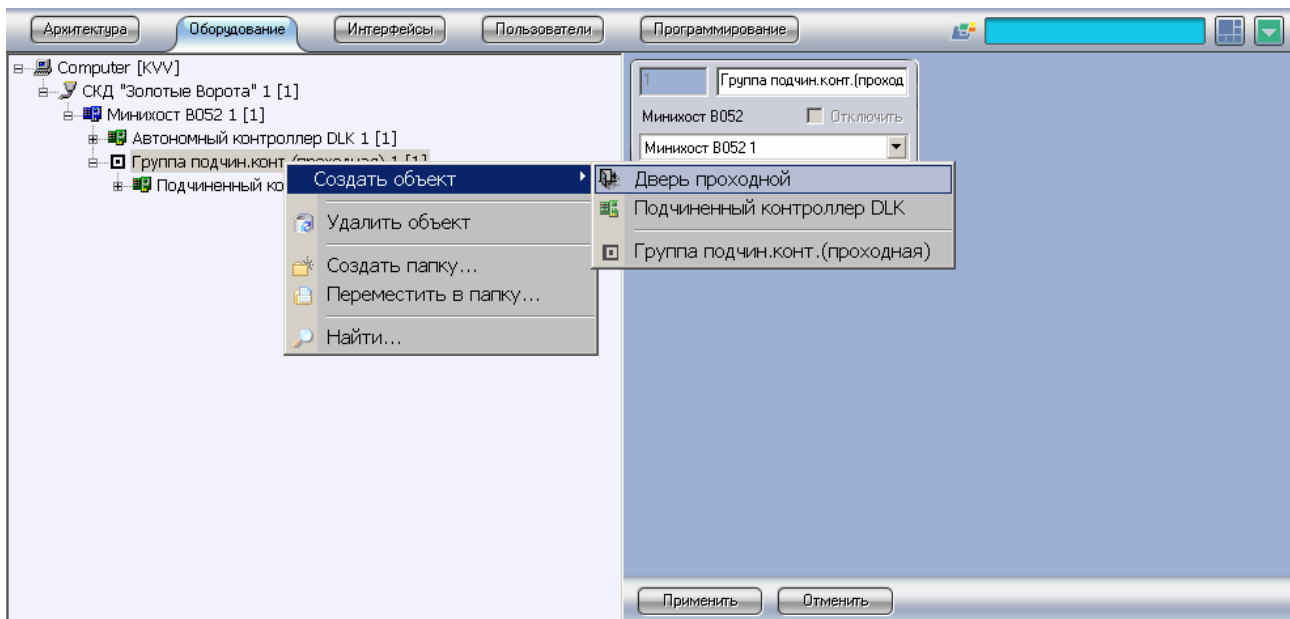 Архитектура Оборудование Интерфейсы Пользователи Программирование
Computer [KVV]
СКД "Золотые Ворота" 1 [1]
Минихост B052 1 [1]
Автономный контроллер DLK 1 [1]
Группа подчин.конт.(проходная) 1 [1]
Подчиненный ко
Создать объект
Удалить объект
Создать папку...
Переместить в папку...
Найти...
Дверь проходной
Подчиненный контроллер DLK
Группа подчин.конт.(проходная)
1 Группа подчин.конт.(проход
Минихост B052 Отключить
Минихост B052 1
Применить Отменить